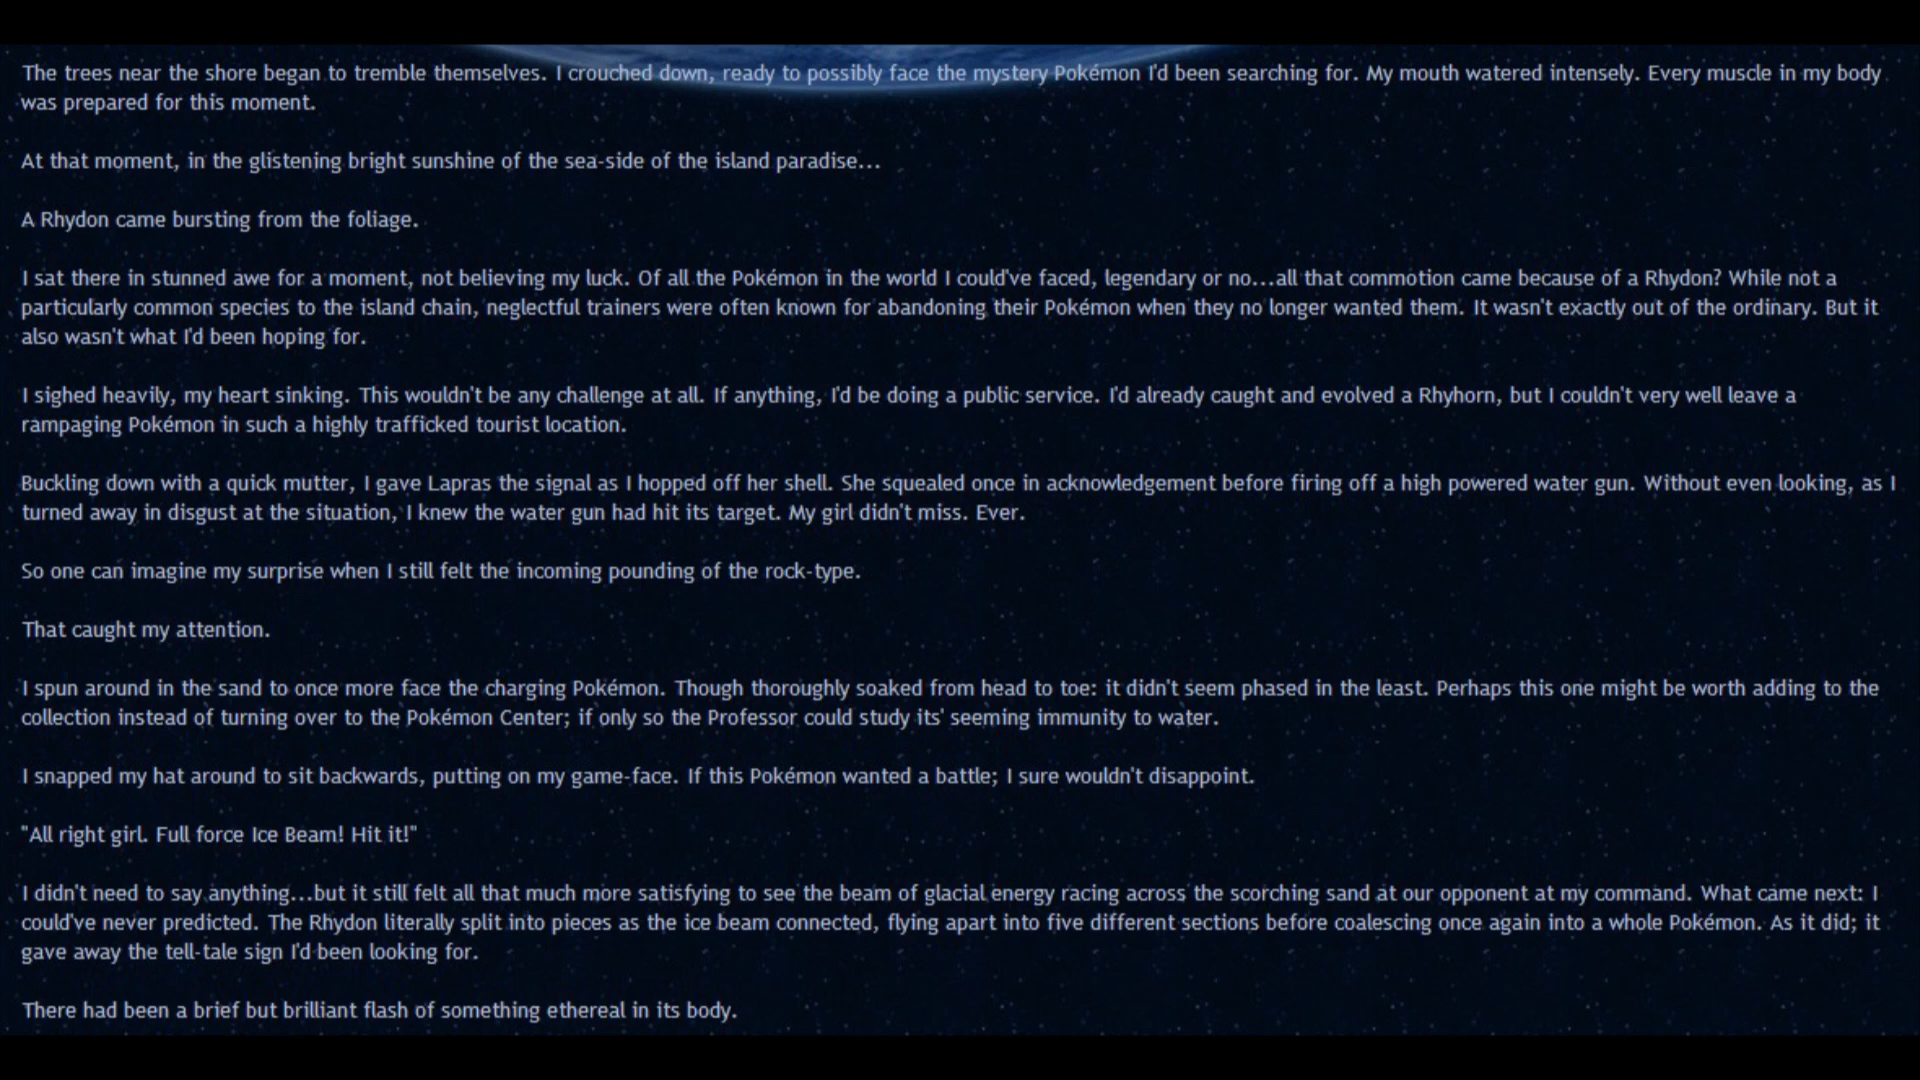 The trees near the shore began to tremble themselves. I crouched down, ready to possibly face the mystery Pokémon I'd been searching for. My mouth watered intensely. Every muscle in my body
was prepared for this moment.
At that moment, in the glistening bright sunshine of the sea-side of the island paradise...
A Rhydon came bursting from the foliage.
I sat there in stunned awe for a moment, not believing my luck. Of all the Pokémon in the world I could've faced, legendary or no...all that commotion came because of a Rhydon? While not a
particularly common species to the island chain, neglectful trainers were often known for abandoning their Pokémon when they no longer wanted them. It wasn't exactly out of the ordinary. But it
also wasn't what I'd been hoping for.
I sighed heavily, my heart sinking. This wouldn't be any challenge at all. If anything, I'd be doing a public service. I'd already caught and evolved a Rhyhorn, but I couldn't very well leave a
rampaging Pokémon in such a highly trafficked tourist location.
Buckling down with a quick mutter, I gave Lapras the signal as I hopped off her shell. She squealed once in acknowledgement before firing off a high powered water gun. Without even looking, as I
turned away in disgust at the situation, I knew the water gun had hit its target. My girl didn't miss. Ever.
So one can imagine my surprise when I still felt the incoming pounding of the rock-type.
That caught my attention.
I spun around in the sand to once more face the charging Pokémon. Though thoroughly soaked from head to toe: it didn't seem phased in the least. Perhaps this one might be worth adding to the
collection instead of turning over to the Pokémon Center; if only so the Professor could study its' seeming immunity to water.
I snapped my hat around to sit backwards, putting on my game-face. If this Pokémon wanted a battle; I sure wouldn't disappoint.
"All right girl. Full force Ice Beam! Hit it!"
I didn't need to say anything...but it still felt all that much more satisfying to see the beam of glacial energy racing across the scorching sand at our opponent at my command. What came next: I
could've never predicted. The Rhydon literally split into pieces as the ice beam connected, flying apart into five different sections before coalescing once again into a whole Pokémon. As it did; it
gave away the tell-tale sign I'd been looking for.
There had been a brief but brilliant flash of something ethereal in its body.